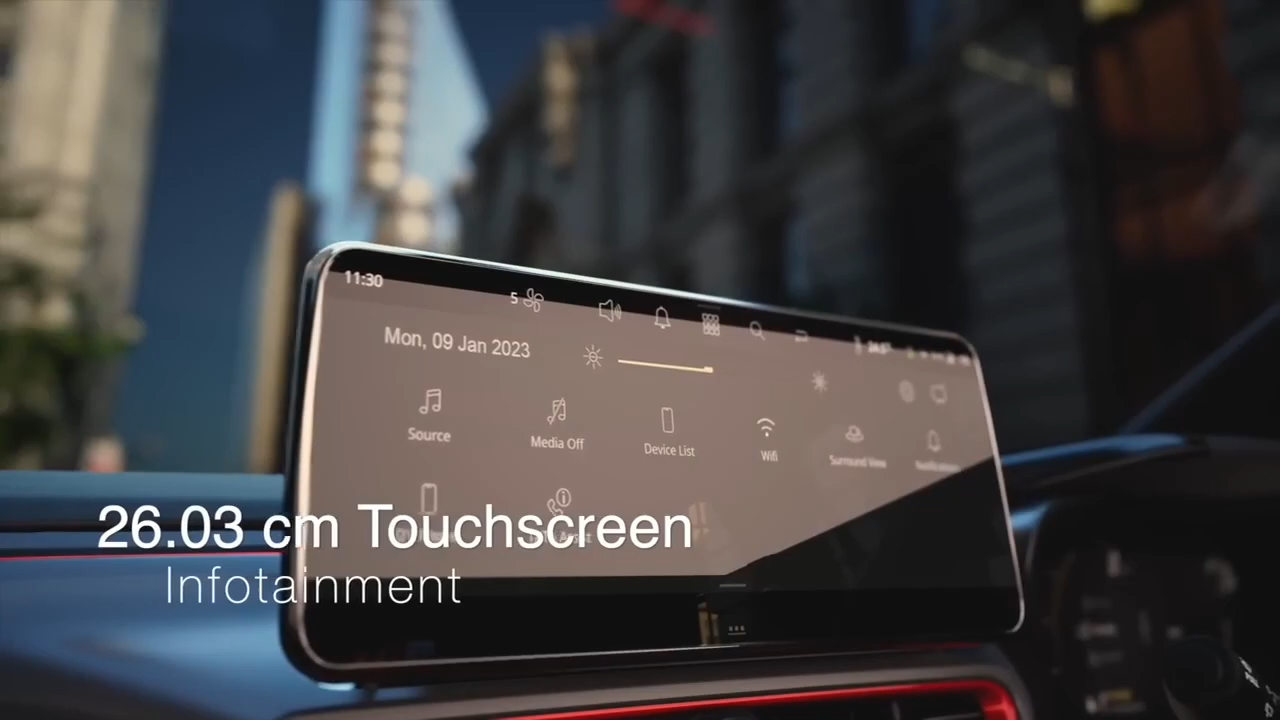 11:30
5
Mon, 09 Jan 2023
Source
Media Off
Device List
Wifi
Surround View
Notifications
26.03 cm Touchscreen
Infotainment